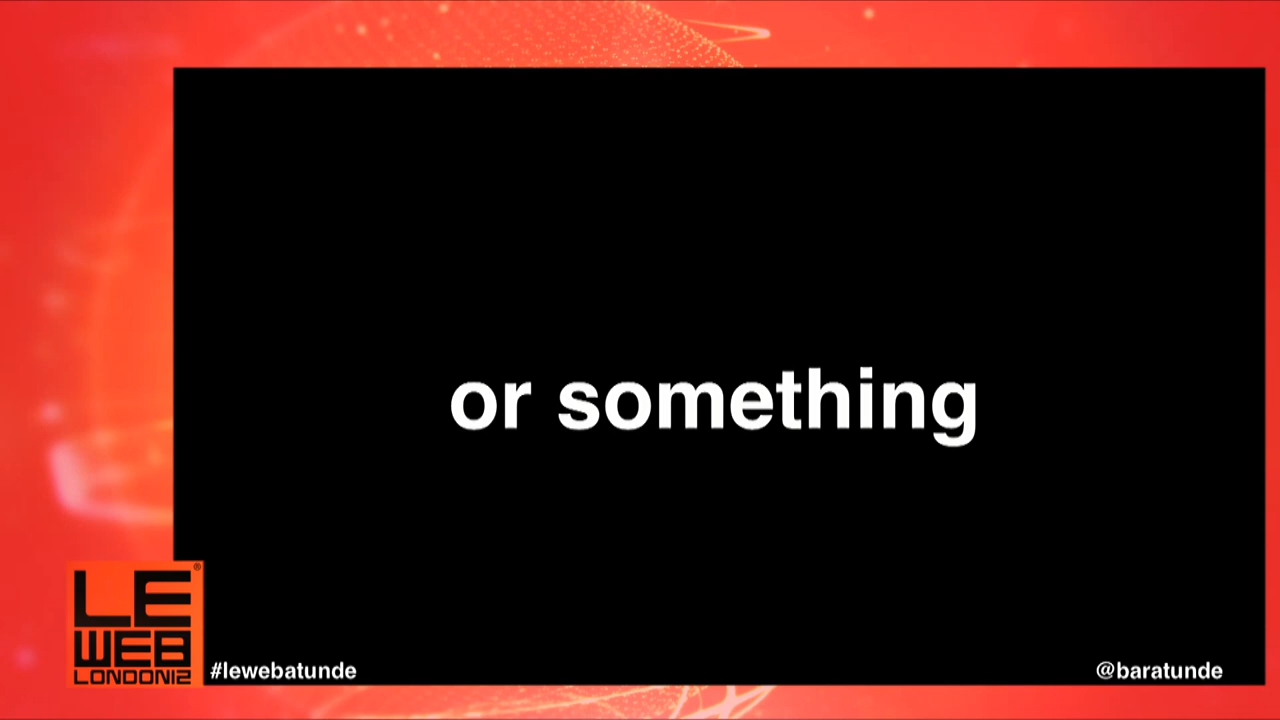 or something
LE
WEB
LONDON12
#lewebatunde
@baratunde